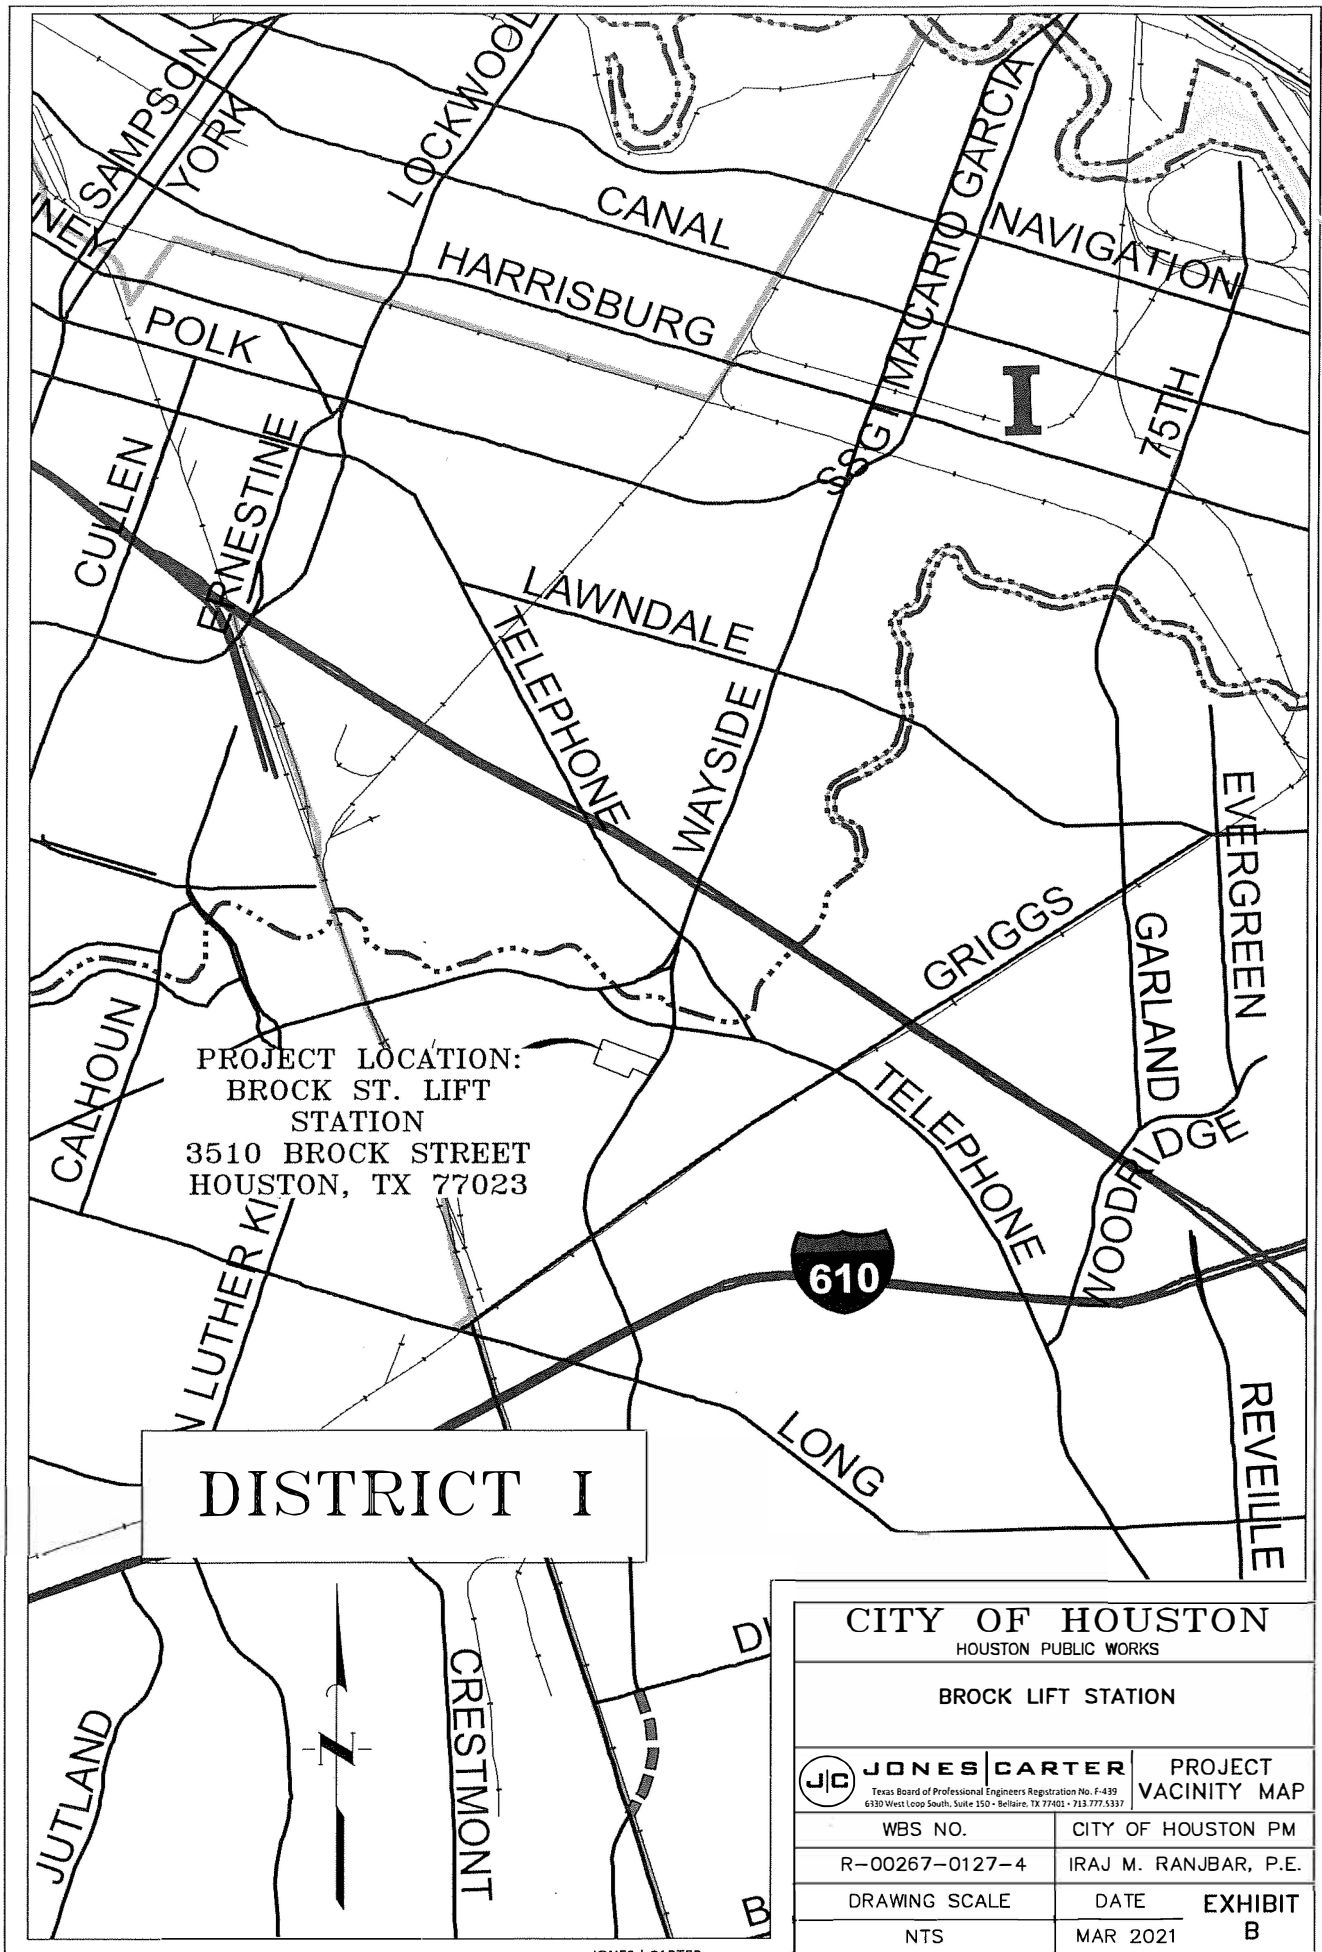 SAMPSON
YORK
LOCKWOOD
NEY
CANAL
SSGT MACARIO GARCIA
NAVIGATION
HARRISBURG
POLK
I
75TH
CULLEN
ERNESTINE
LAWNDALE
TELEPHONE
WAYSIDE
EVERGREEN
GRIGGS
GARLAND
CALHOUN
PROJECT LOCATION:
BROCK ST. LIFT
STATION
3510 BROCK STREET
HOUSTON, TX 77023
TELEPHONE
WOODRIDGE
610
N LUTHER KI
REVEILLE
LONG
DISTRICT I
DI
CRESTMONT
JUTLAND
N
B
CITY OF HOUSTON
HOUSTON PUBLIC WORKS
BROCK LIFT STATION
J|C JONES|CARTER
Texas Board of Professional Engineers Registration No. F-439
6330 West Loop South, Suite 150 • Bellaire, TX 77401 • 713.777.5337
PROJECT
VACINITY MAP
WBS NO.
CITY OF HOUSTON PM
R-00267-0127-4
IRAJ M. RANJBAR, P.E.
DRAWING SCALE
DATE
EXHIBIT
B
NTS
MAR 2021